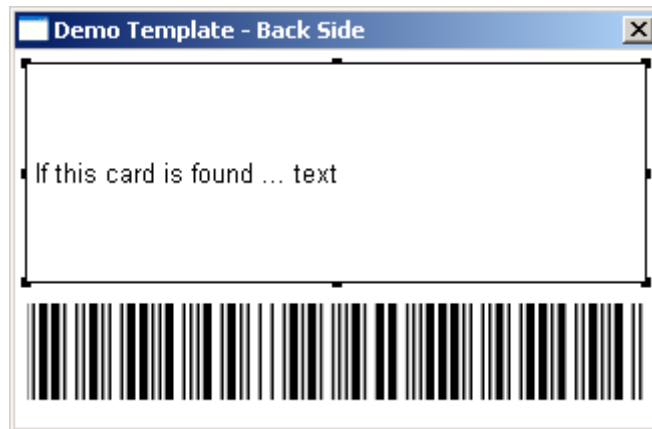 Demo Template - Back Side
If this card is found ... text